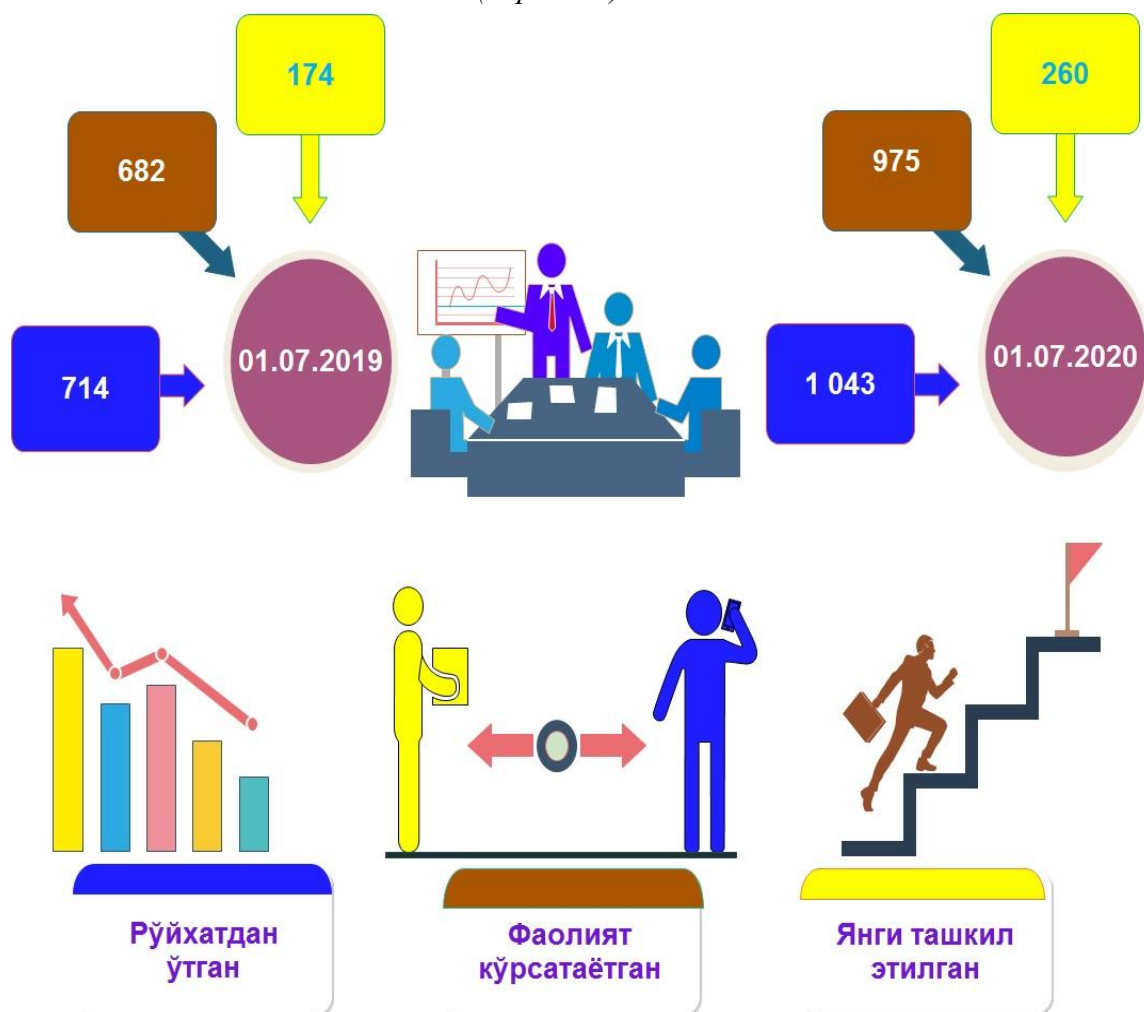 174
260
682
975
01.07.2019
01.07.2020
714
1 043
Рўйхатдан
ўтган
Фаолият
кўрсатаётган
Янги ташкил
этилган